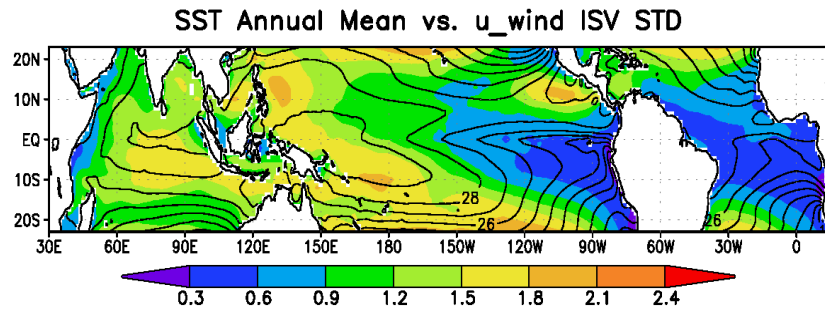 SST Annual Mean vs. u_wind ISV STD
20N
10N
EQ
10S
20S
28
28
26
26
30E 60E 90E 120E 150E 180 150W 120W 90W 60W 30W 0
0.3 0.6 0.9 1.2 1.5 1.8 2.1 2.4